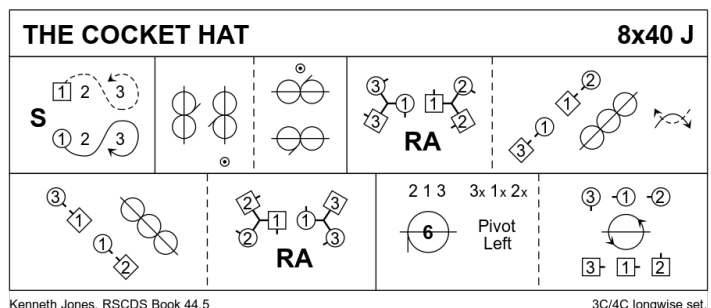 THE COCKET HAT 8x40 J
1 2 3
S
1 2 3
3 1 3
1 2 2
RA
2 1
1 3
2 1 3 3x 1x 2x
6 Pivot
Left
3 1 2
3 1 2
3
1
1
2
2 1 2
1 3 3
RA
Kenneth Jones, RSCDS Book 44.5 3C/4C longwise set.